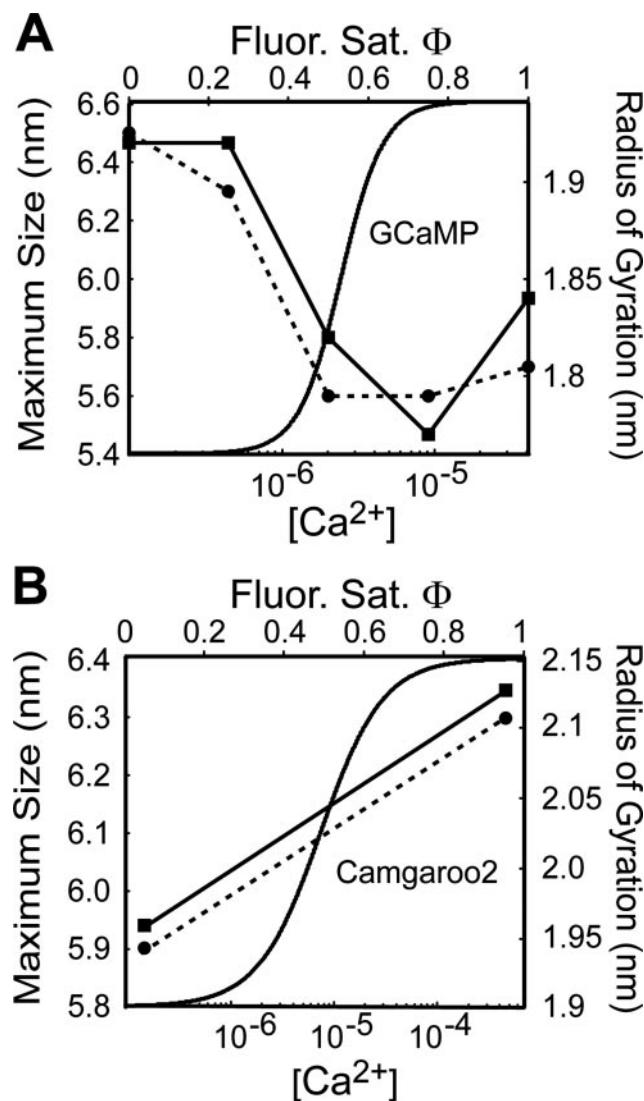 A
Fluor. Sat. Φ
0 0.2 0.4 0.6 0.8 1
Maximum Size (nm)
6.6
6.4
6.2
6.0
5.8
5.6
5.4
GCaMP
1.9
1.85
1.8
Radius of Gyration (nm)
10-6 10-5
[Ca2+]
B
Fluor. Sat. Φ
0 0.2 0.4 0.6 0.8 1
Maximum Size (nm)
6.4
6.3
6.2
6.1
6.0
5.9
5.8
Camgaroo2
2.15
2.1
2.05
2.0
1.95
1.9
Radius of Gyration (nm)
10-6 10-5 10-4
[Ca2+]